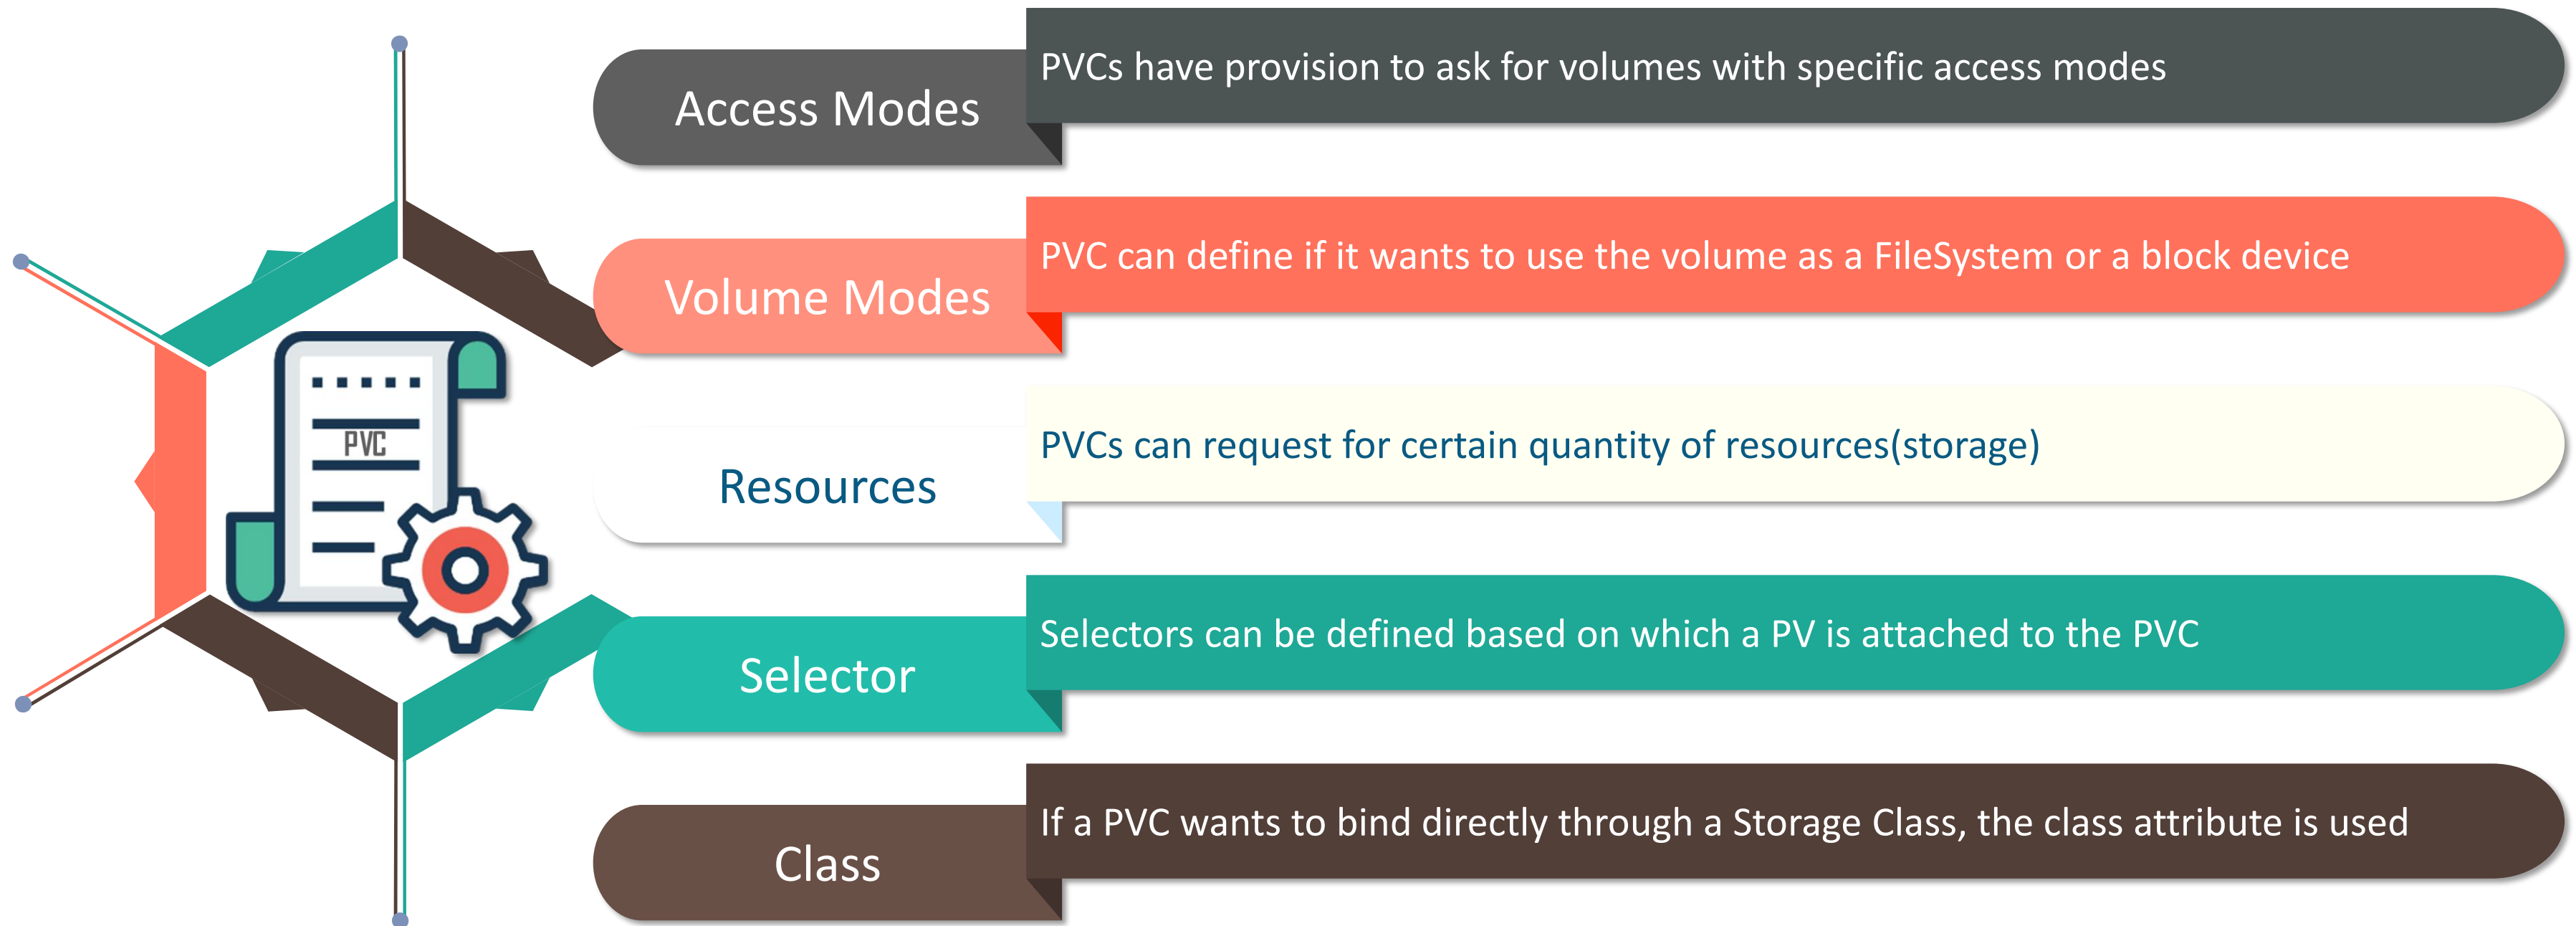 Access Modes
PVCs have provision to ask for volumes with specific access modes
Volume Modes
PVC can define if it wants to use the volume as a FileSystem or a block device
PVC
Resources
PVCs can request for certain quantity of resources(storage)
Selector
Selectors can be defined based on which a PV is attached to the PVC
Class
If a PVC wants to bind directly through a Storage Class, the class attribute is used